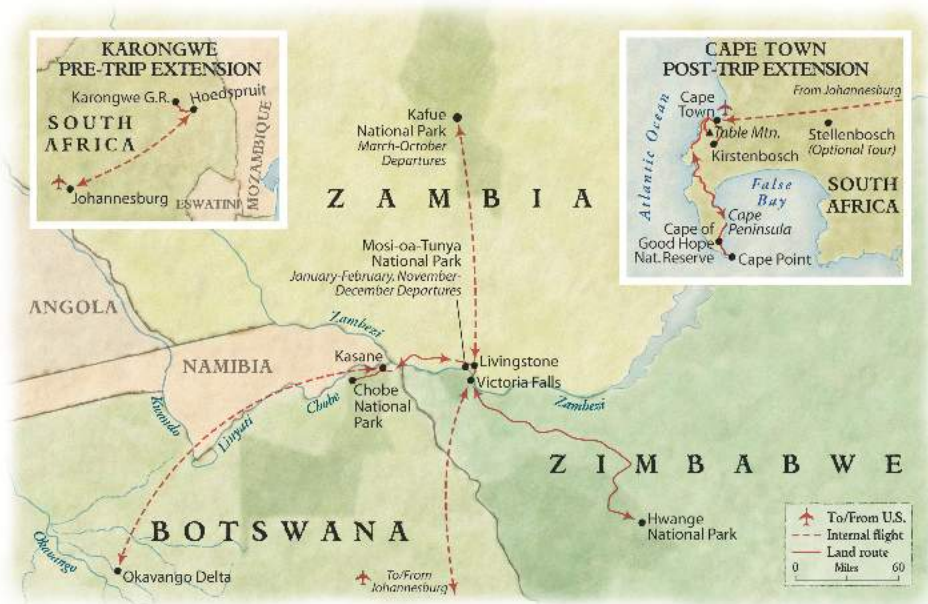 KARONGWE
PRE-TRIP EXTENSION
Karongwe G.R.
Hoedspruit
SOUTH
AFRICA
MOZAMBIQUE
Johannesburg
ESWATINI
CAPE TOWN
POST-TRIP EXTENSION
From Johannesburg
Cape
Town
Table Mtn.
Kirstenbosch
Stellenbosch
(Optional Tour)
Atlantic Ocean
False
Bay
SOUTH
AFRICA
Cape
Peninsula
Cape of
Good Hope
Nat. Reserve
Cape Point
Kafue
National Park
March-October
Departures
ZAMBIA
Mosi-oa-Tunya
National Park
January-February, November-
December Departures
ANGOLA
Zambezi
NAMIBIA
Kasane
Livingstone
Victoria Falls
Chobe
National
Park
Chobe
Zambezi
Kwondo
Linyati
ZIMBABWE
BOTSWANA
Hwange
National Park
Okavango
Okavango Delta
To/From
Johannesburg
To/From U.S.
Internal flight
Land route
0 Miles 60